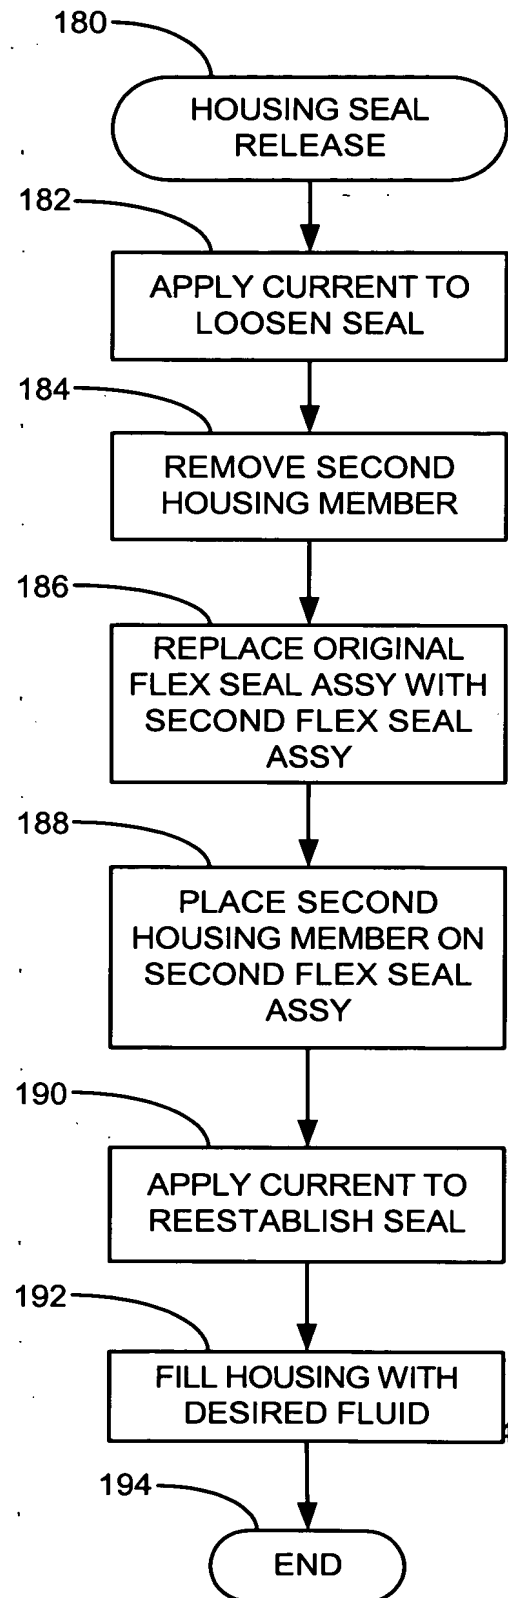 180
HOUSING SEAL
RELEASE
182
APPLY CURRENT TO
LOOSEN SEAL
184
REMOVE SECOND
HOUSING MEMBER
186
REPLACE ORIGINAL
FLEX SEAL ASSY WITH
SECOND FLEX SEAL
ASSY
188
PLACE SECOND
HOUSING MEMBER ON
SECOND FLEX SEAL
ASSY
190
APPLY CURRENT TO
REESTABLISH SEAL
192
FILL HOUSING WITH
DESIRED FLUID
194
END